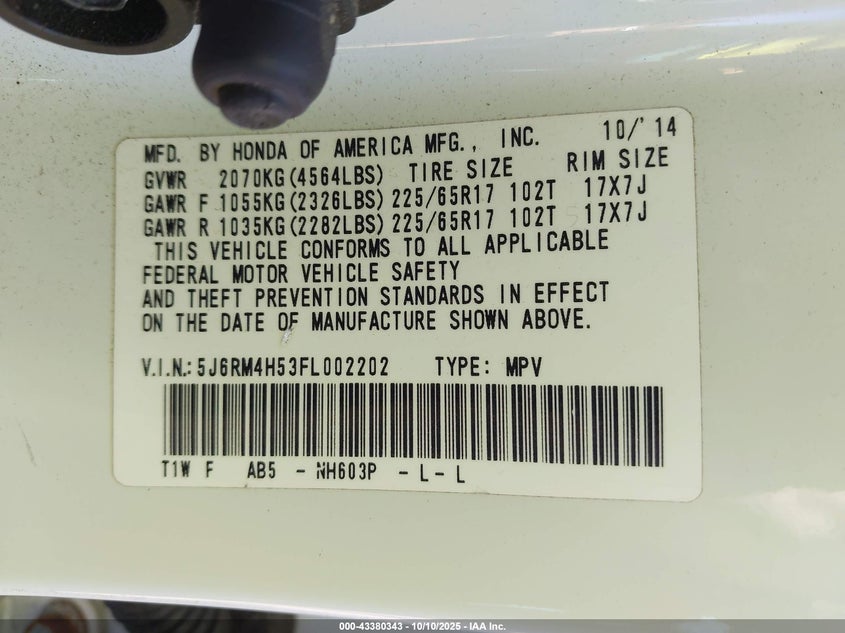 MFD. BY HONDA OF AMERICA MFG., INC. 10/'14
GVWR 2070KG(4564LBS) TIRE SIZE RIM SIZE
GAWR F 1055KG(2326LBS) 225/65R17 102T 17X7J
GAWR R 1035KG(2282LBS) 225/65R17 102T 17X7J
THIS VEHICLE CONFORMS TO ALL APPLICABLE
FEDERAL MOTOR VEHICLE SAFETY
AND THEFT PREVENTION STANDARDS IN EFFECT
ON THE DATE OF MANUFACTURE SHOWN ABOVE.
V.I.N.: 5J6RM4H53FL002202 TYPE: MPV
T1W F AB5 - NH603P - L - L
000-43380343 - 10/10/2025 - IAA Inc.